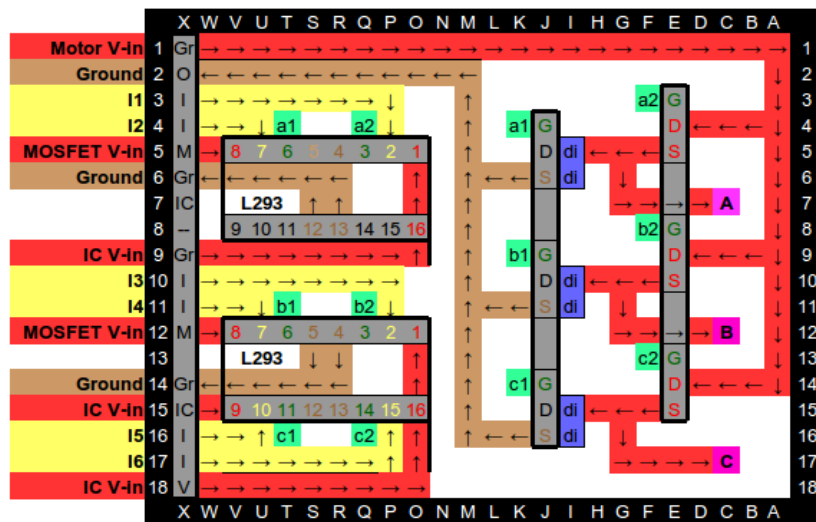 X W V U T S R Q P O N M L K J I H G F E D C B A
Motor V-In 1 Gr → → → → → → → → → → → → → → → → → → → → → → → 1
Ground 2 O ← ← ← ← ← ← ← ← ← ← ← ↓ 2
I1 3 I → → → → → → → ↓ ↑ a2 G ↓ 3
I2 4 I → → ↓ a1 a2 ↓ ↑ a1 G D ← ← ← ↓ 4
MOSFET V-In 5 M → 8 7 6 5 4 3 2 1 ↑ D di ← ← ← S ↓ 5
Ground 6 Gr ← ← ← ← ← ← ← ↑ ↑ ← ← S di ↓ ↓ 6
7 IC L293 ↑ ↑ ↑ ↑ → → → → A ↓ 7
8 -- 9 10 11 12 13 14 15 16 ↑ b2 G ↓ 8
IC V-In 9 Gr → → → → → → → → → ↑ ↑ b1 G D ← ← ← ↓ 9
I3 10 I → → → → → → → → ↑ D di ← ← ← S ↓ 10
I4 11 I → → ↓ b1 b2 ↓ ↑ ← ← S di ↓ ↓ 11
MOSFET V-In 12 M → 8 7 6 5 4 3 2 1 ↑ → → → → B ↓ 12
13 L293 ↓ ↓ ↑ ↑ c2 G ↓ 13
Ground 14 Gr ← ← ← ← ← ← ← ↑ ↑ c1 G D ← ← ← ↓ 14
IC V-In 15 IC → 9 10 11 12 13 14 15 16 ↑ D di ← ← ← S 15
I5 16 I → → ↑ c1 c2 ↑ ↑ ↑ ← ← S di ↓ 16
I6 17 I → → → → → → → ↑ ↑ → → → → C 17
IC V-In 18 V → → → → → → → → → → 18
X W V U T S R Q P O N M L K J I H G F E D C B A